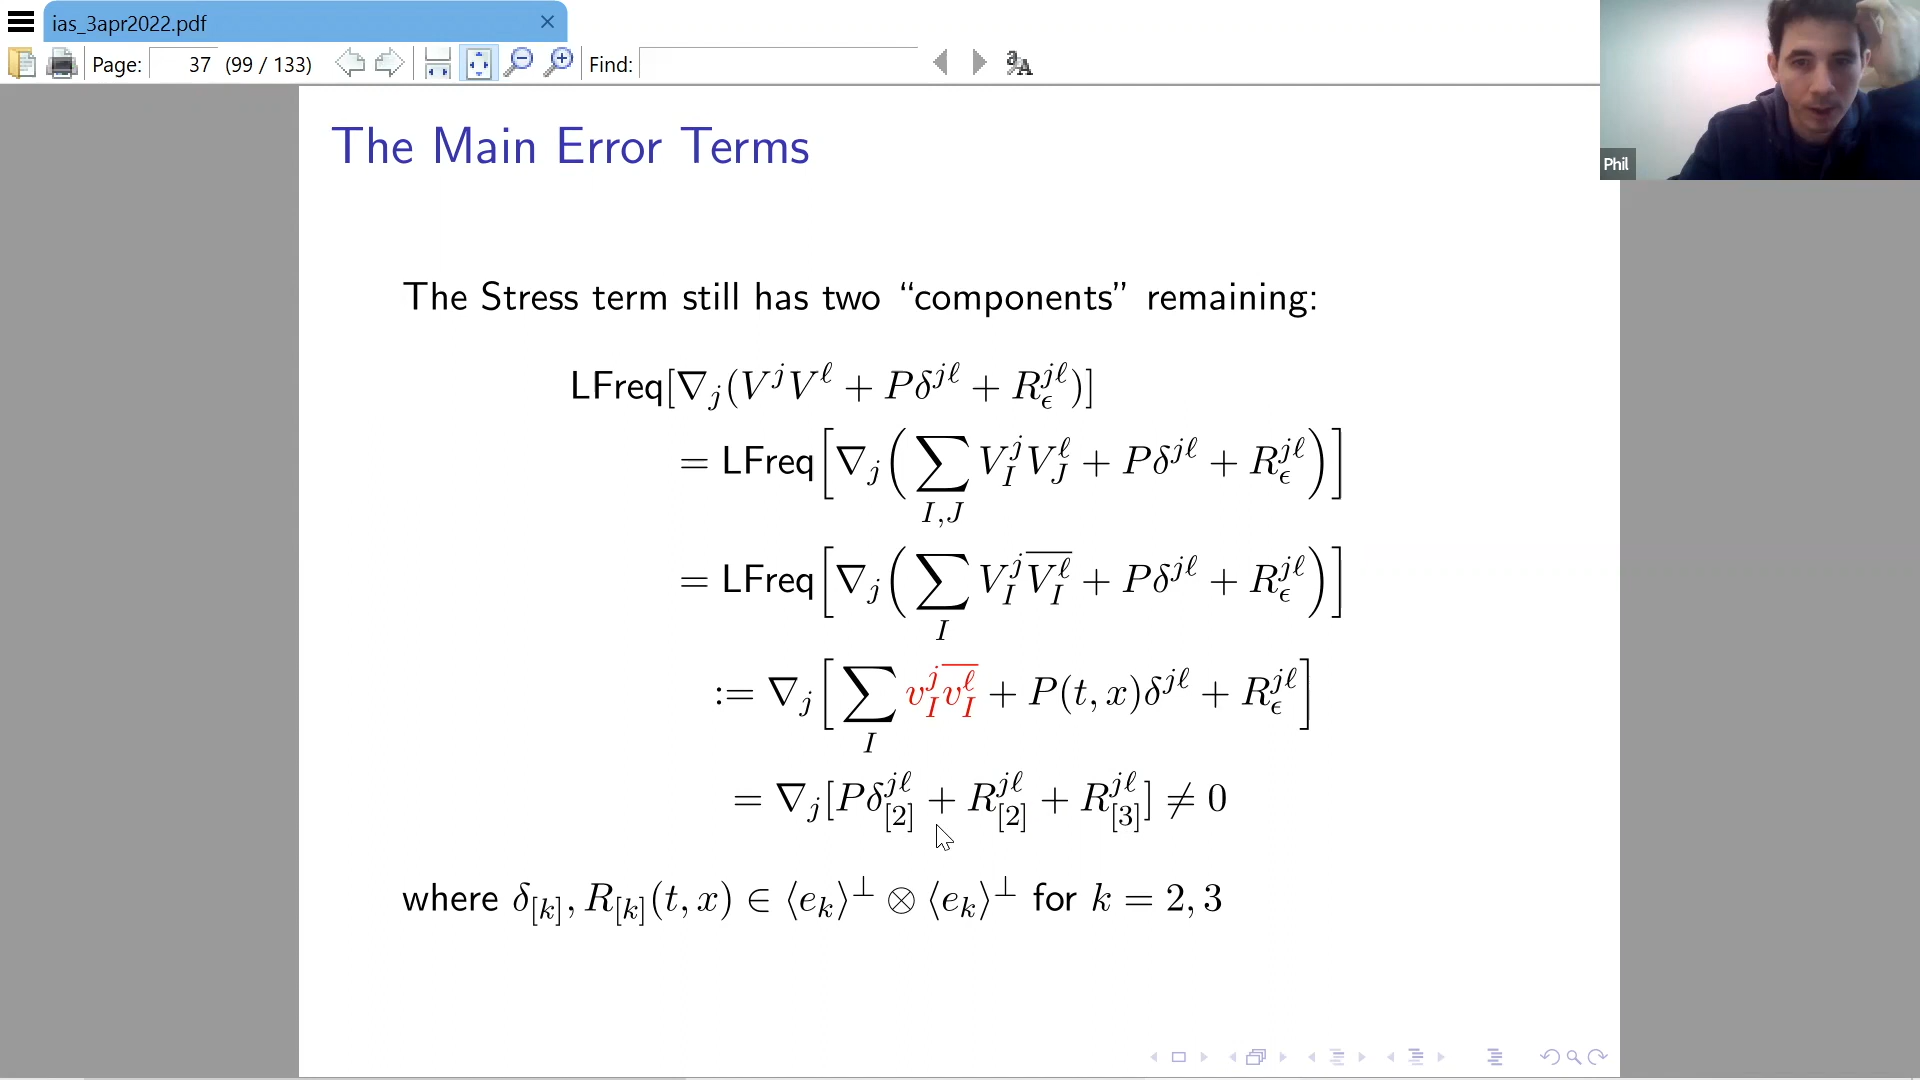 ias_3apr2022.pdf ×
Page: 37 (99 / 133) Find:
Phil
The Main Error Terms
The Stress term still has two “components” remaining:
LFreq[∇_j(V^j V^ℓ + Pδ^{jℓ} + R_ϵ^{jℓ})]
= LFreq[∇_j(∑_{I,J} V_I^j V_J^ℓ + Pδ^{jℓ} + R_ϵ^{jℓ})]
= LFreq[∇_j(∑_I V_I^j \overline{V_I^ℓ} + Pδ^{jℓ} + R_ϵ^{jℓ})]
:= ∇_j[∑_I v_I^j \overline{v_I^ℓ} + P(t, x)δ^{jℓ} + R_ϵ^{jℓ}]
= ∇_j[Pδ_{[2]}^{jℓ} + R_{[2]}^{jℓ} + R_{[3]}^{jℓ}] ≠ 0
where δ_{[k]}, R_{[k]}(t, x) ∈ ⟨e_k⟩^⊥ ⊗ ⟨e_k⟩^⊥ for k = 2, 3